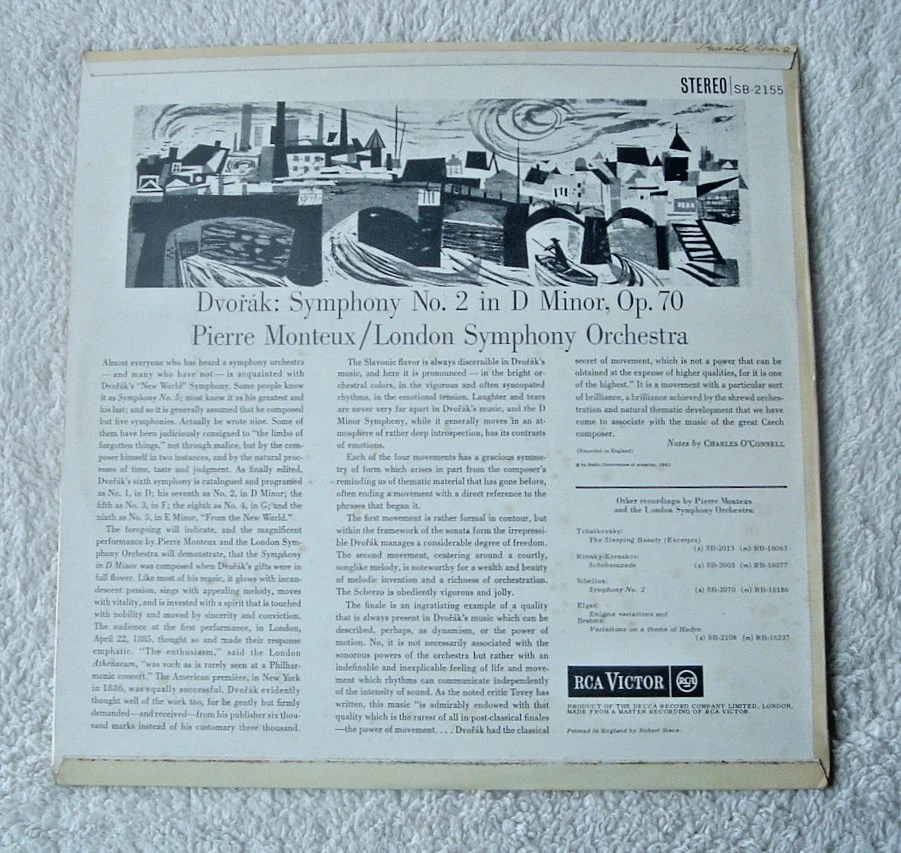 STEREO SB-2155
Dvořák: Symphony No. 2 in D Minor, Op. 70
Pierre Monteux/London Symphony Orchestra
Almost everyone who has heard a symphony orchestra
—and many who have not—is acquainted with
Dvořák's "New World" Symphony. Some people know
it as Symphony No. 5; most know it as his greatest and
his last; and so it is generally assumed that he composed
but five symphonies. Actually he wrote nine. Some of
them have been judiciously consigned to "the limbo of
forgotten things," not through malice, but by the com-
poser himself in two instances, and by the natural proc-
esses of time, taste and judgment. As finally edited,
Dvořák's sixth symphony is catalogued and programed
as No. 1, in D; his seventh as No. 2, in D Minor; the
fifth as No. 3, in F; the eighth as No. 4, in G; and the
ninth as No. 5, in E Minor, "From the New World."
The foregoing will indicate, and the magnificent
performance by Pierre Monteux and the London Sym-
phony Orchestra will demonstrate, that the Symphony
in D Minor was composed when Dvořák's gifts were in
full flower. Like most of his music, it glows with incan-
descent passion, sings with appealing melody, moves
with vitality, and is invested with a spirit that is touched
with nobility and moved by sincerity and conviction.
The audience at the first performance, in London,
April 22, 1885, thought so and made their response
emphatic. "The enthusiasm," said the London
Athenaeum, "was such as is rarely seen at a Philhar-
monic concert." The American première, in New York
in 1886, was equally successful. Dvořák evidently
thought well of the work too, for he gently but firmly
demanded—and received—from his publisher six thou-
sand marks instead of his customary three thousand.
The Slavonic flavor is always discernible in Dvořák's
music, and here it is pronounced—in the bright or-
chestral colors, in the vigorous and often syncopated
rhythms, in the emotional tension. Laughter and tears
are never very far apart in Dvořák's music, and the D
Minor Symphony, while it generally moves in an at-
mosphere of rather deep introspection, has its contrasts
of emotions.
Each of the four movements has a gracious symme-
try of form which arises in part from the composer's
reminding us of thematic material that has gone before,
often ending a movement with a direct reference to the
phrases that began it.
The first movement is rather formal in contour, but
within the framework of the sonata form the irrepressi-
ble Dvořák manages a considerable degree of freedom.
The second movement, centering around a courtly,
songlike melody, is noteworthy for a wealth and beauty
of melodic invention and a richness of orchestration.
The Scherzo is obediently vigorous and jolly.
The finale is an ingratiating example of a quality
that is always present in Dvořák's music which can be
described, perhaps, as dynamism, or the power of
motion. No, it is not necessarily associated with the
sonorous powers of the orchestra but rather with an
indefinable and inexplicable feeling of life and move-
ment which rhythms can communicate independently
of the intensity of sound. As the noted critic Tovey has
written, this music "is admirably endowed with that
quality which is the rarest of all in post-classical finales
—the power of movement. . . . Dvořák had the classical
secret of movement, which is not a power that can be
obtained at the expense of higher qualities, for it is one
of the highest." It is a movement with a particular sort
of brilliance, a brilliance achieved by the shrewd orches-
tration and natural thematic development that we have
come to associate with the music of the great Czech
composer.
Notes by CHARLES O'CONNELL
(Recorded in England)
© by Radio Corporation of America, 1961
Other recordings by Pierre Monteux
and the London Symphony Orchestra:
Tchaikovsky:
The Sleeping Beauty (Excerpts)
(s) SB-2013 (m) RB-16063
Rimsky-Korsakov:
Scheherazade
(s) SB-2003 (m) RB-16077
Sibelius:
Symphony No. 2
(s) SB-2070 (m) RB-16186
Elgar:
Enigma variations and
Brahms:
Variations on a theme of Haydn
(s) SB-2108 (m) RB-16237
RCA VICTOR RCA
PRODUCT OF THE DECCA RECORD COMPANY LIMITED, LONDON,
MADE FROM A MASTER RECORDING OF RCA VICTOR.
Printed in England by Robert Stace.